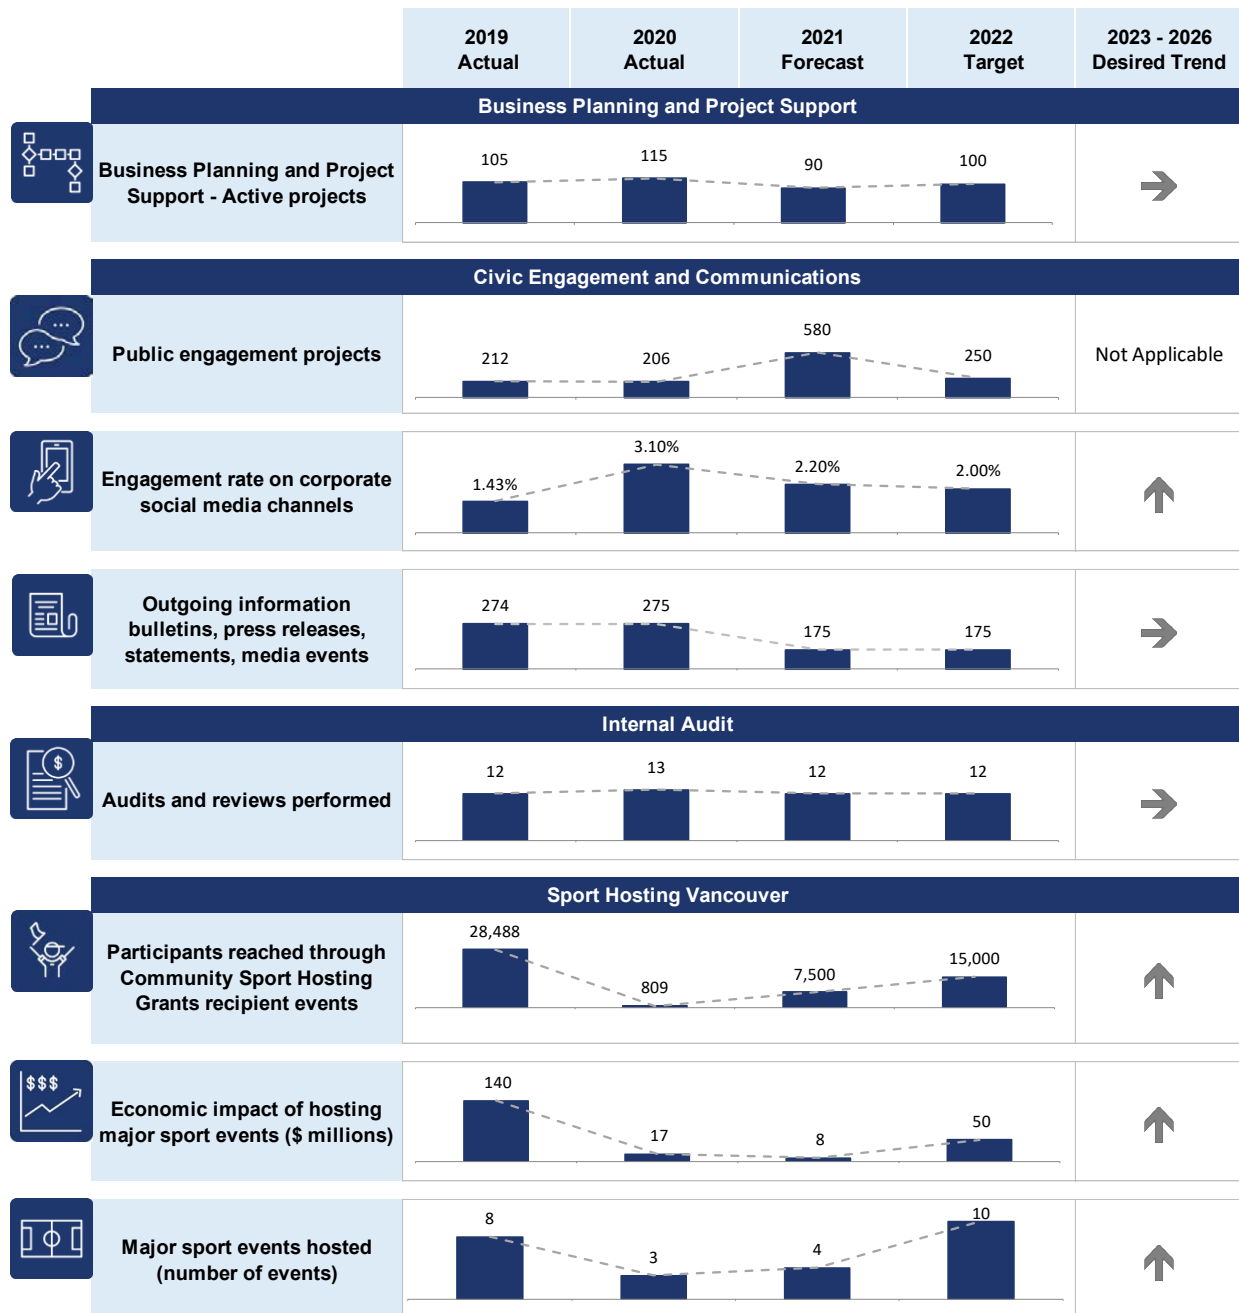 2019 Actual
2020 Actual
2021 Forecast
2022 Target
2023 - 2026 Desired Trend
Business Planning and Project Support
Business Planning and Project
Support - Active projects
105
115
90
100
Civic Engagement and Communications
Public engagement projects
212
206
580
250
Not Applicable
Engagement rate on corporate
social media channels
1.43%
3.10%
2.20%
2.00%
Outgoing information
bulletins, press releases,
statements, media events
274
275
175
175
Internal Audit
$
Audits and reviews performed
12
13
12
12
Sport Hosting Vancouver
Participants reached through
Community Sport Hosting
Grants recipient events
28,488
809
7,500
15,000
$$$
Economic impact of hosting
major sport events ($ millions)
140
17
8
50
Major sport events hosted
(number of events)
8
3
4
10